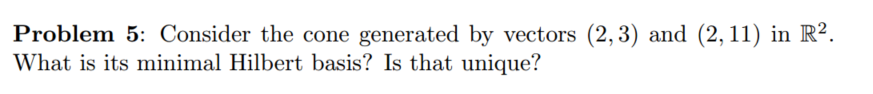 Problem 5: Consider the cone generated by vectors (2, 3) and (2, 11) in ℝ².
What is its minimal Hilbert basis? Is that unique?